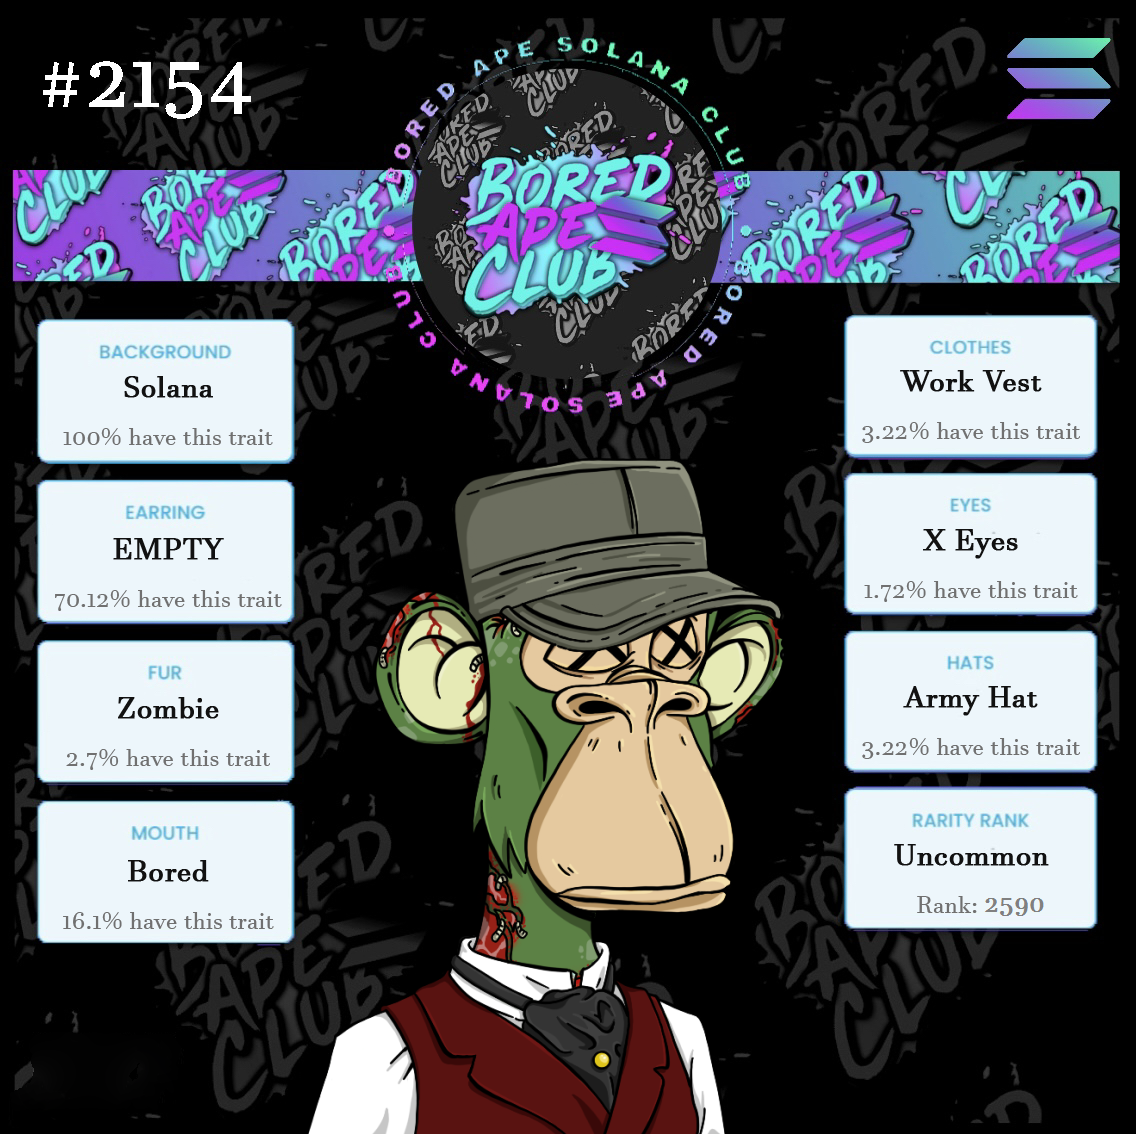 #2154
BORED APE SOLANA CLUB
BORED
APE
CLUB
BORED APE SOLANA CLUB
BACKGROUND
Solana
100% have this trait
EARRING
EMPTY
70.12% have this trait
FUR
Zombie
2.7% have this trait
MOUTH
Bored
16.1% have this trait
CLOTHES
Work Vest
3.22% have this trait
EYES
X Eyes
1.72% have this trait
HATS
Army Hat
3.22% have this trait
RARITY RANK
Uncommon
Rank: 2590